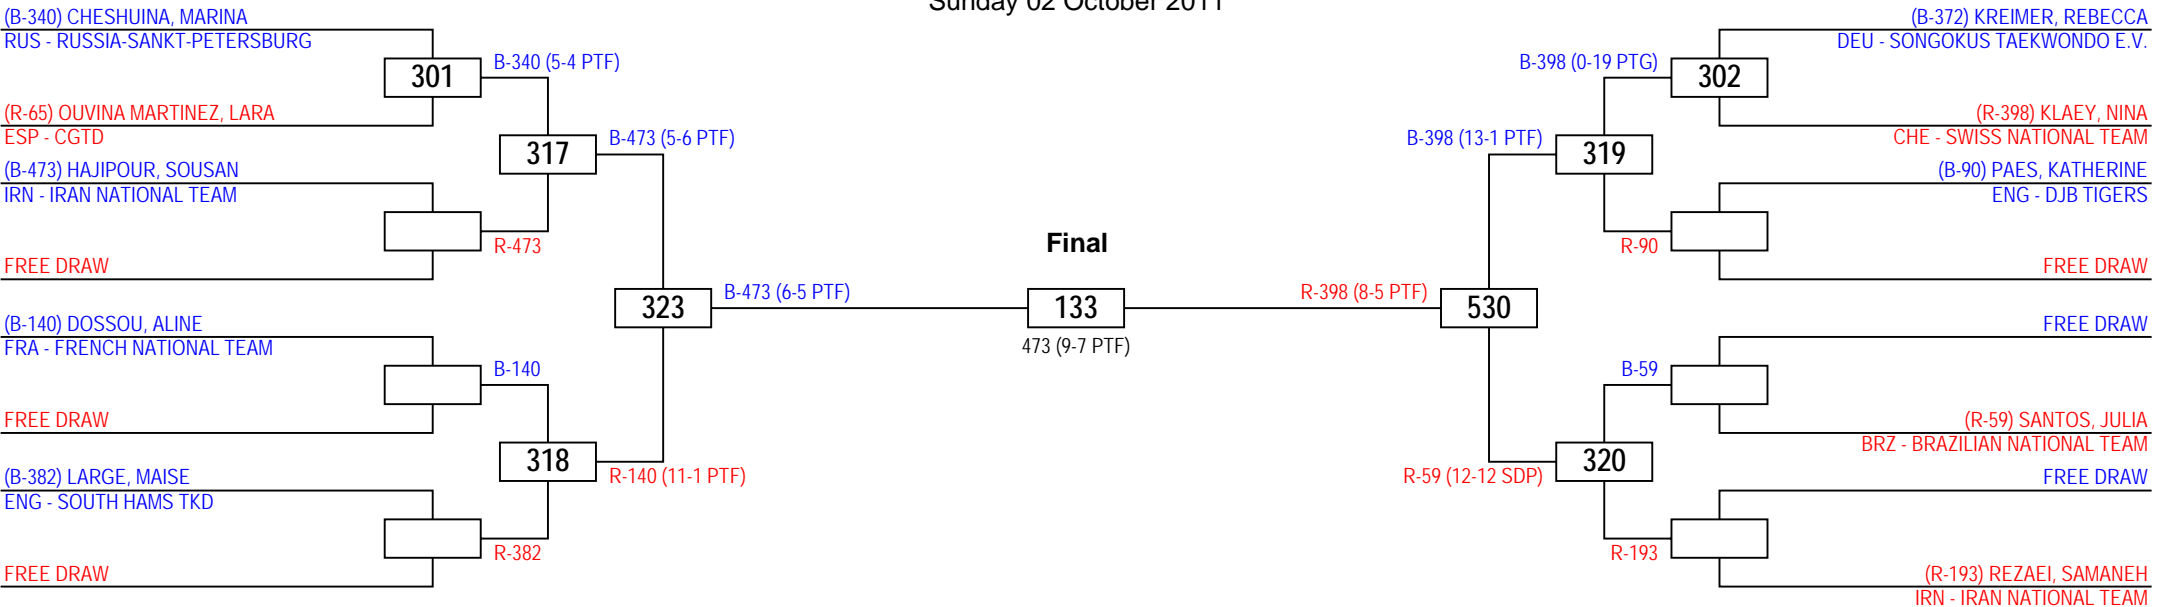 Sunday 02 October 2011
(B-340) CHESHUINA, MARINA
RUS - RUSSIA-SANKT-PETERSBURG
(R-65) OUVINA MARTINEZ, LARA
ESP - CGTD
(B-473) HAJIPOUR, SOUSAN
IRN - IRAN NATIONAL TEAM
FREE DRAW
(B-140) DOSSOU, ALINE
FRA - FRENCH NATIONAL TEAM
FREE DRAW
(B-382) LARGE, MAISE
ENG - SOUTH HAMS TKD
FREE DRAW
301
B-340 (5-4 PTF)
R-473
B-140
R-382
317
B-473 (5-6 PTF)
318
R-140 (11-1 PTF)
323
B-473 (6-5 PTF)
Final
133
473 (9-7 PTF)
R-398 (8-5 PTF)
530
B-398 (13-1 PTF)
319
R-59 (12-12 SDP)
320
B-398 (0-19 PTG)
302
R-90
B-59
R-193
(B-372) KREIMER, REBECCA
DEU - SONGOKUS TAEKWONDO E.V.
(R-398) KLAEY, NINA
CHE - SWISS NATIONAL TEAM
(B-90) PAES, KATHERINE
ENG - DJB TIGERS
FREE DRAW
FREE DRAW
(R-59) SANTOS, JULIA
BRZ - BRAZILIAN NATIONAL TEAM
FREE DRAW
(R-193) REZAEI, SAMANEH
IRN - IRAN NATIONAL TEAM